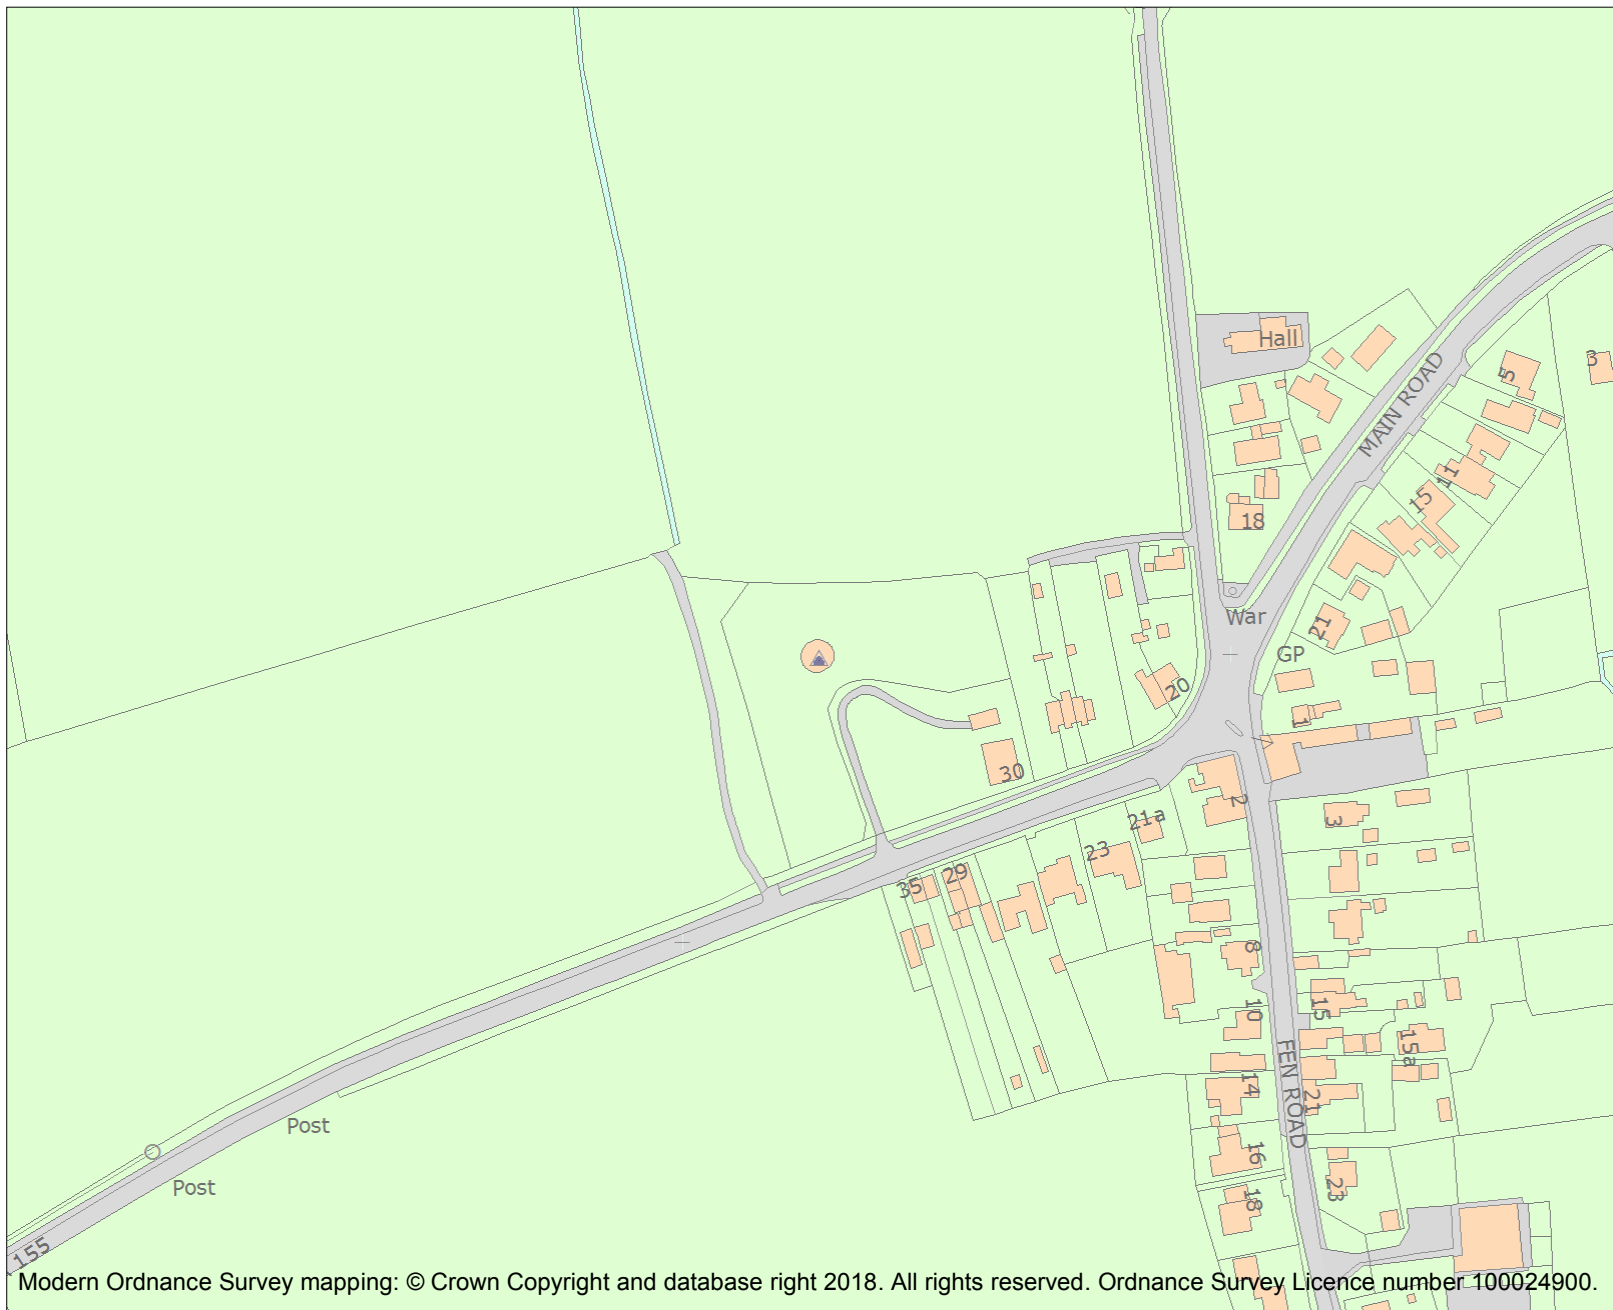 Hall
MAIN ROAD
5
3
11
15
18
War
21
GP
20
1
30
2
21a
3
23
35
29
8
10
15
15a
FEN ROAD
14
21
Post
16
Post
23
18
155
Modern Ordnance Survey mapping: © Crown Copyright and database right 2018. All rights reserved. Ordnance Survey Licence number 100024900.